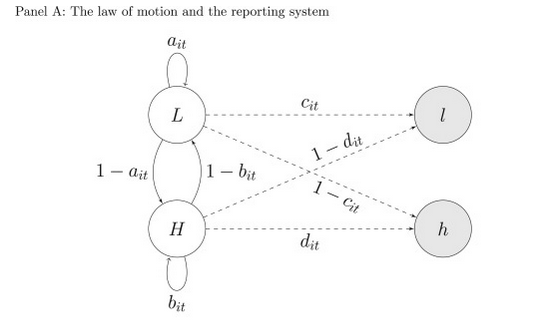 Panel A: The law of motion and the reporting system
a_{it}
L
c_{it}
l
1 − d_{it}
1 − a_{it}
1 − b_{it}
1 − c_{it}
H
d_{it}
h
b_{it}